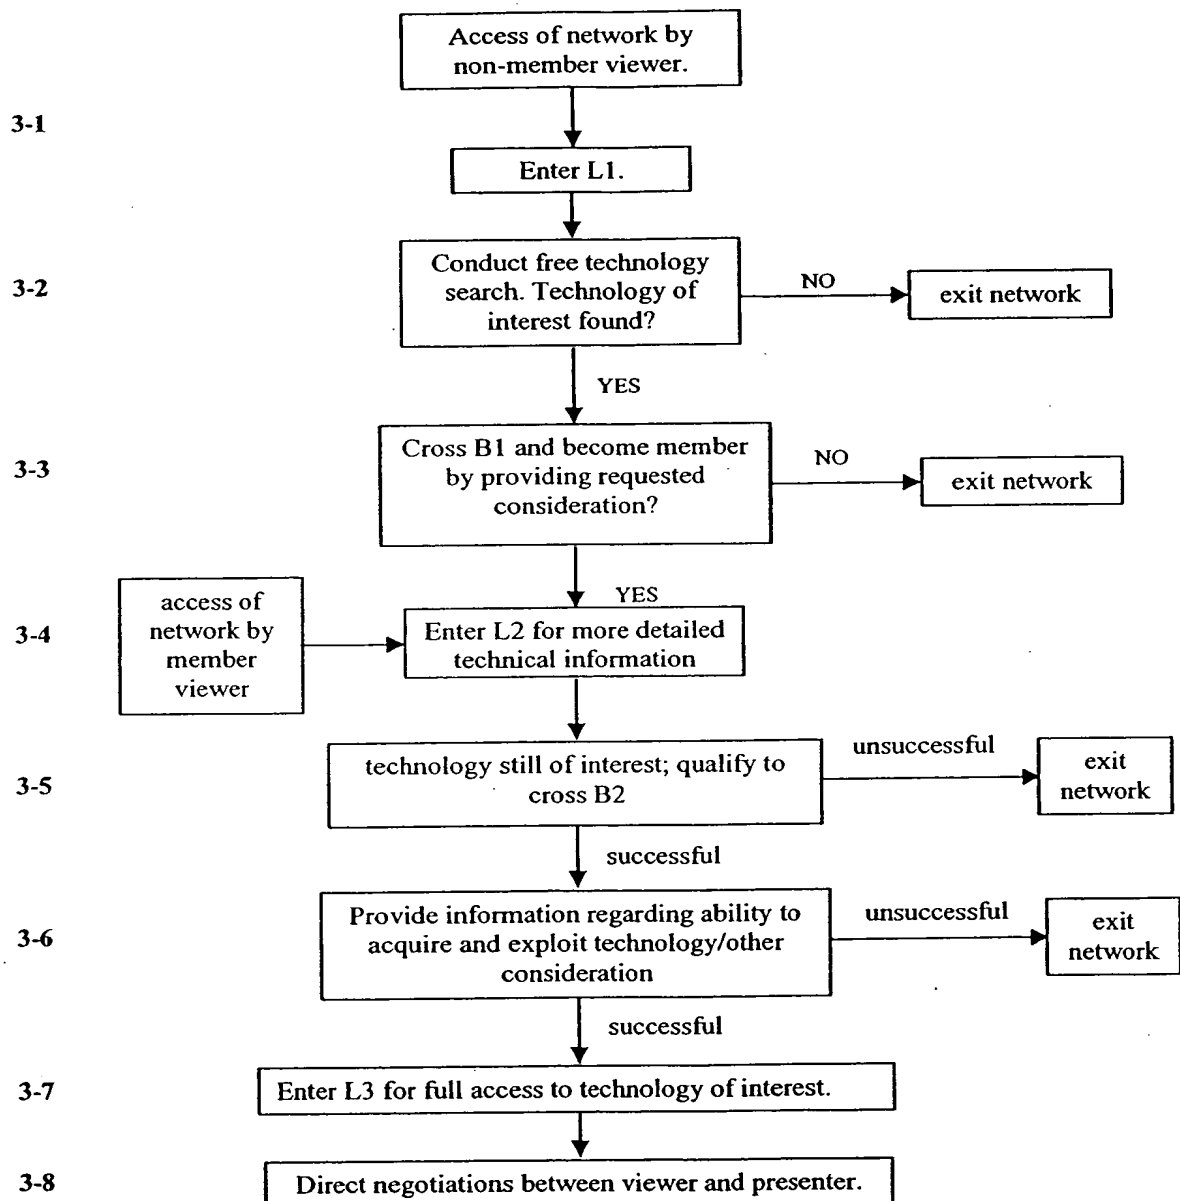 Access of network by
non-member viewer.
3-1
Enter L1.
3-2
Conduct free technology
search. Technology of
interest found?
NO
exit network
YES
3-3
Cross B1 and become member
by providing requested
consideration?
NO
exit network
YES
3-4
access of
network by
member
viewer
Enter L2 for more detailed
technical information
3-5
technology still of interest; qualify to
cross B2
unsuccessful
exit
network
successful
3-6
Provide information regarding ability to
acquire and exploit technology/other
consideration
unsuccessful
exit
network
successful
3-7
Enter L3 for full access to technology of interest.
3-8
Direct negotiations between viewer and presenter.